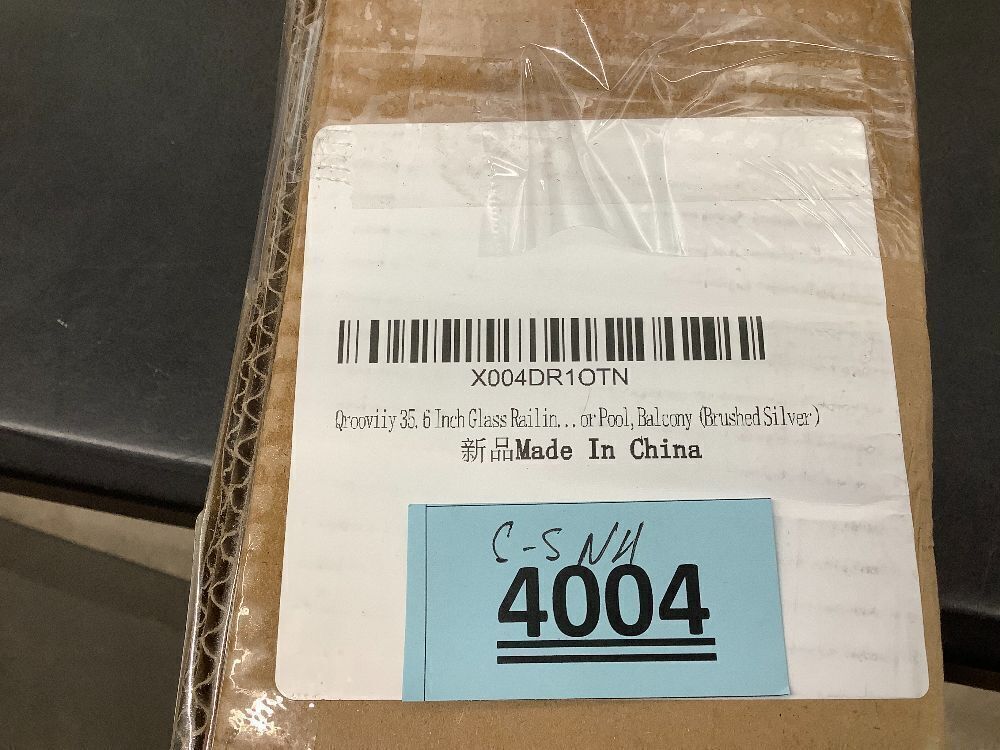 X004DR1OTN
Qrooviiy 35.6 Inch Glass Railin...or Pool, Balcony (Brushed Silver)
新品Made In China
C-S NH
4004